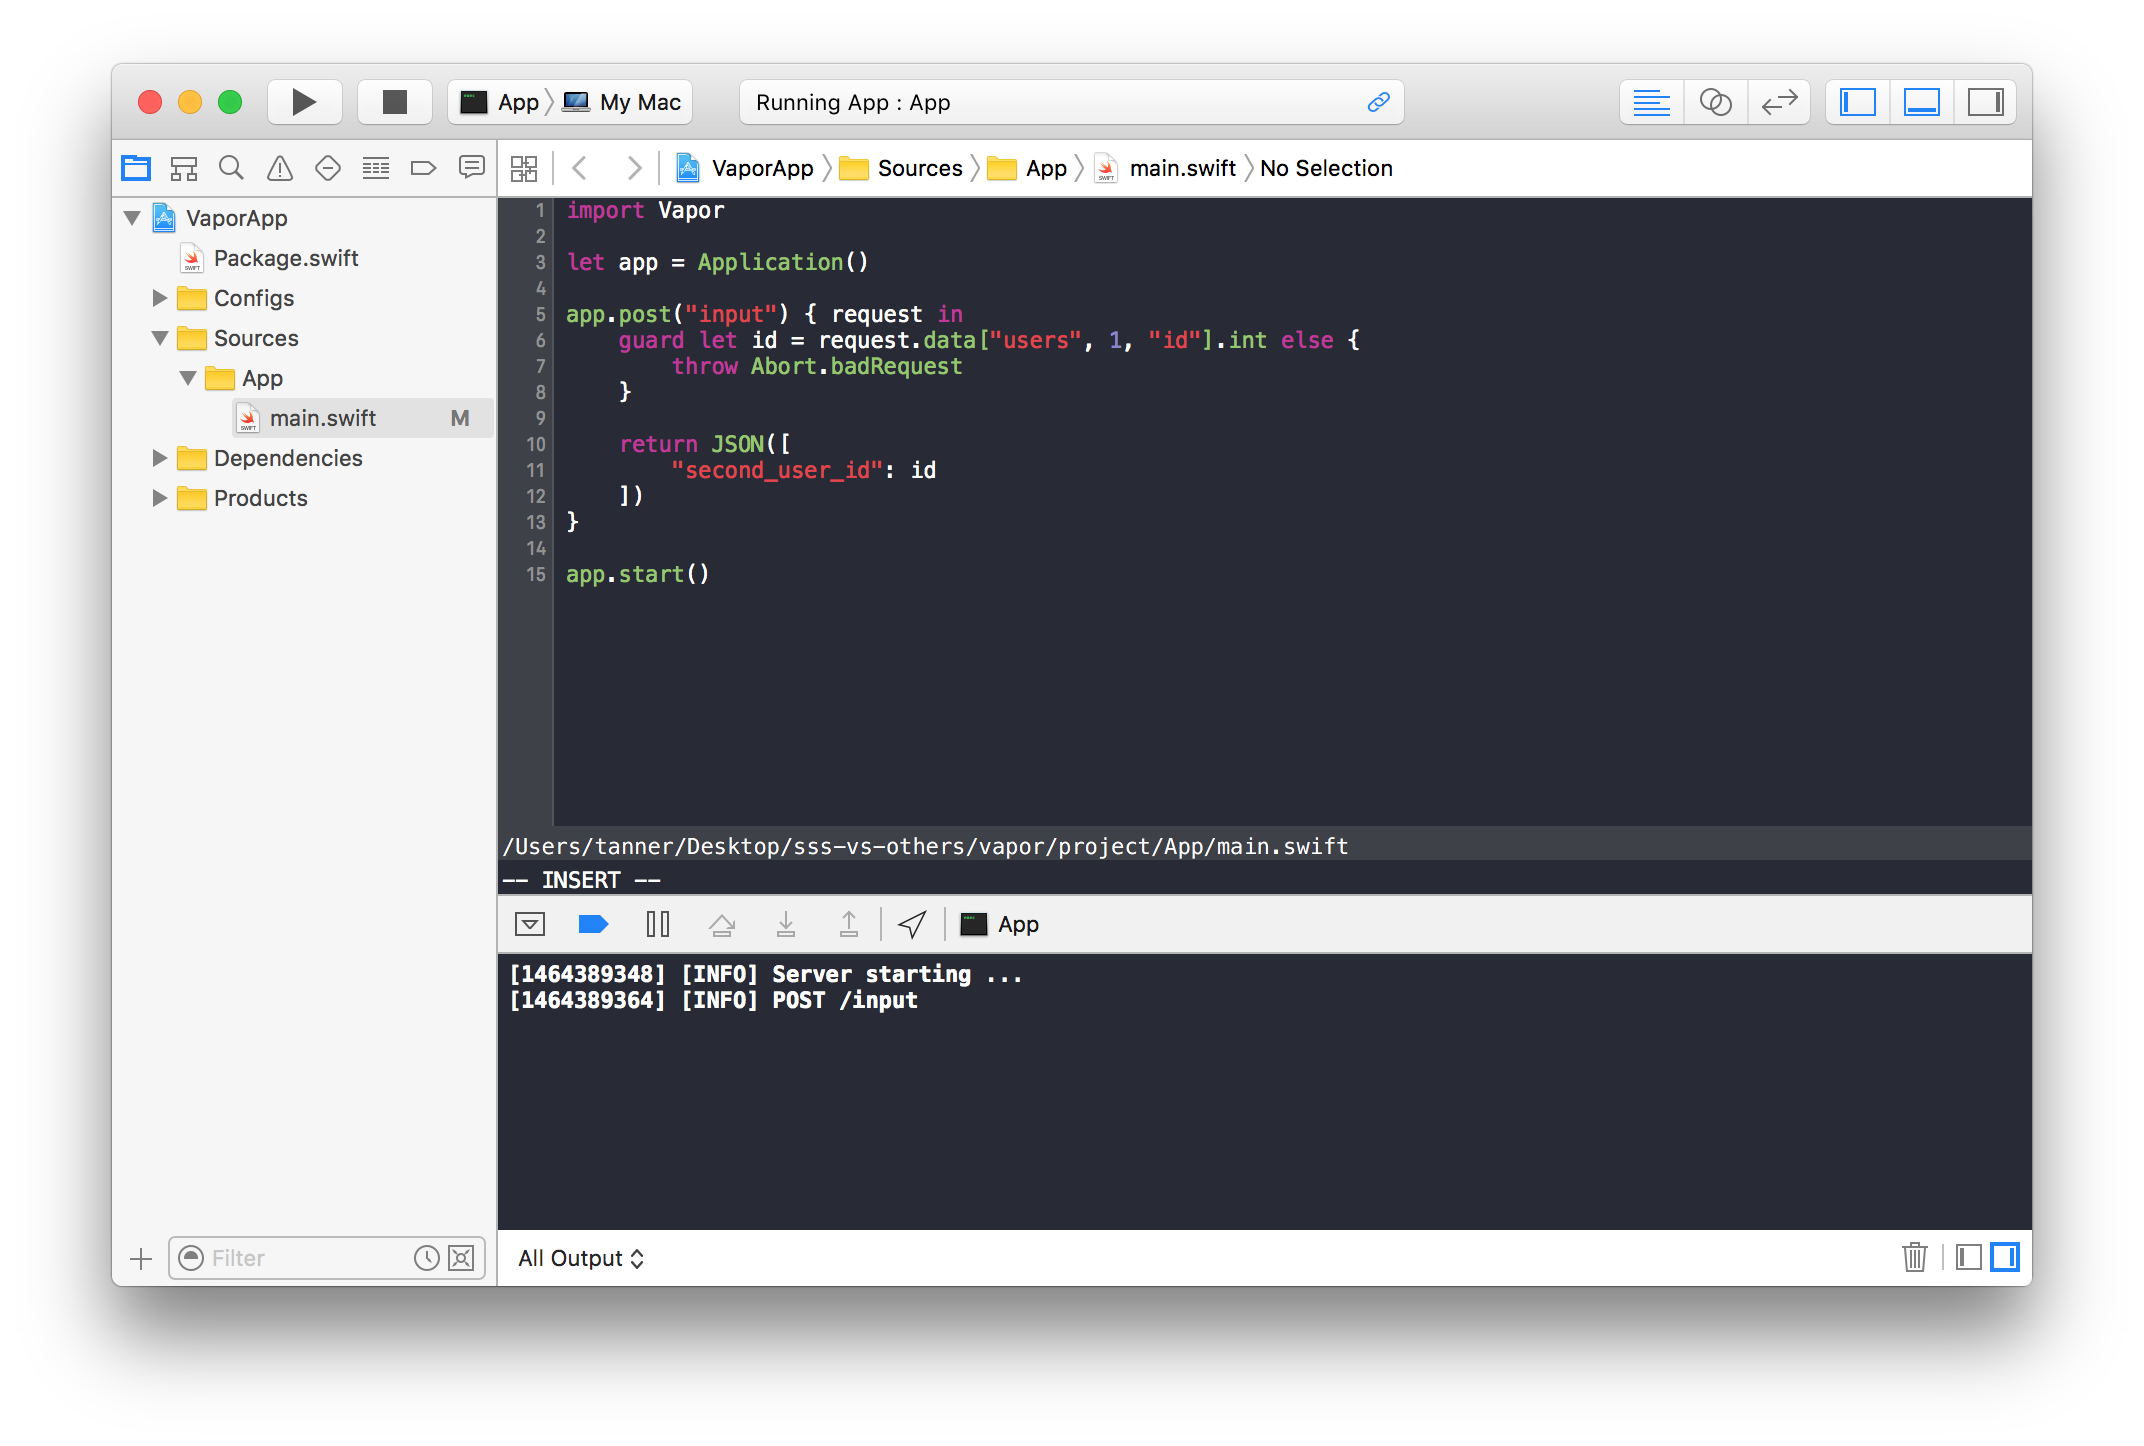 App My Mac Running App : App
VaporApp Sources App main.swift No Selection
VaporApp
Package.swift
Configs
Sources
App
main.swift M
Dependencies
Products
Filter
1 import Vapor
2
3 let app = Application()
4
5 app.post("input") { request in
6 guard let id = request.data["users", 1, "id"].int else {
7 throw Abort.badRequest
8 }
9
10 return JSON([
11 "second_user_id": id
12 ])
13 }
14
15 app.start()
/Users/tanner/Desktop/sss-vs-others/vapor/project/App/main.swift
-- INSERT --
App
[1464389348] [INFO] Server starting ...
[1464389364] [INFO] POST /input
All Output